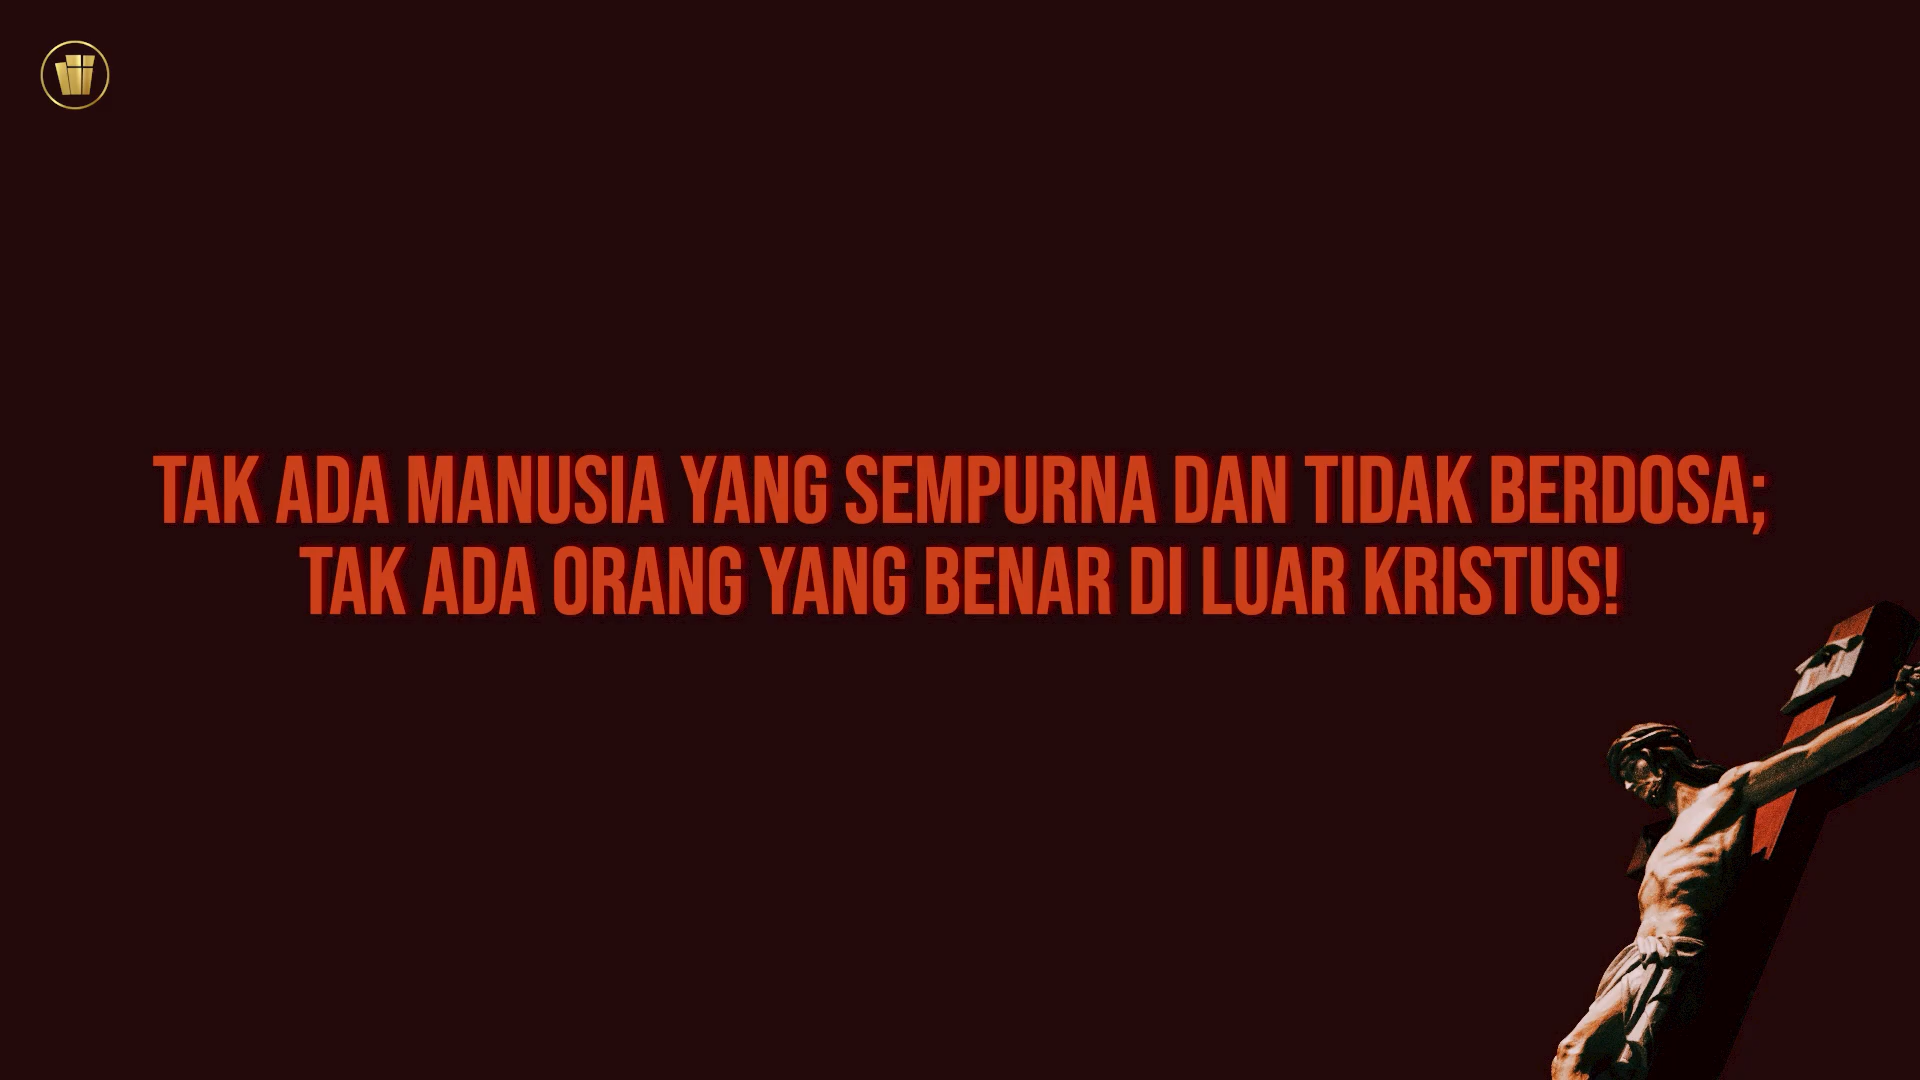 TAK ADA MANUSIA YANG SEMPURNA DAN TIDAK BERDOSA;
TAK ADA ORANG YANG BENAR DI LUAR KRISTUS!